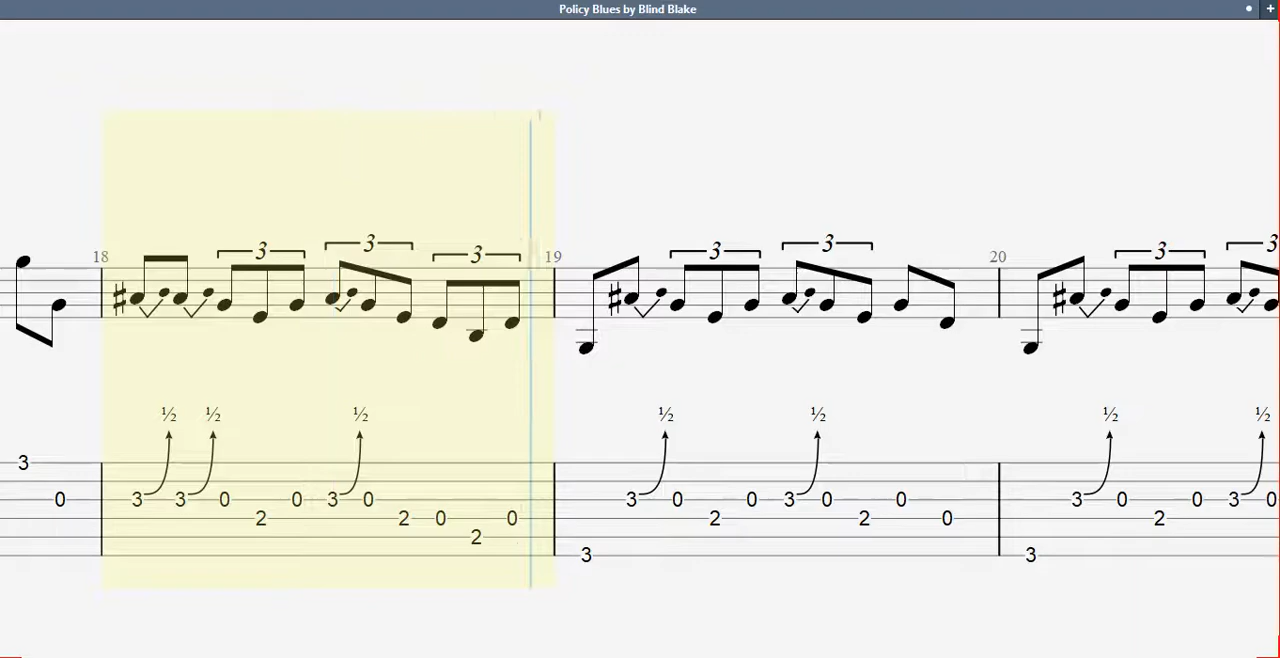 Policy Blues by Blind Blake
+
1
18 3 3 3 19 3 3 20 3 3
½ ½ ½ ½ ½ ½ ½
3
0 3 3 0 0 3 0 0 3 0 0 3 0 0 3 0 0 3 0
2 2 0 0 2 2 0 2
2
3 3